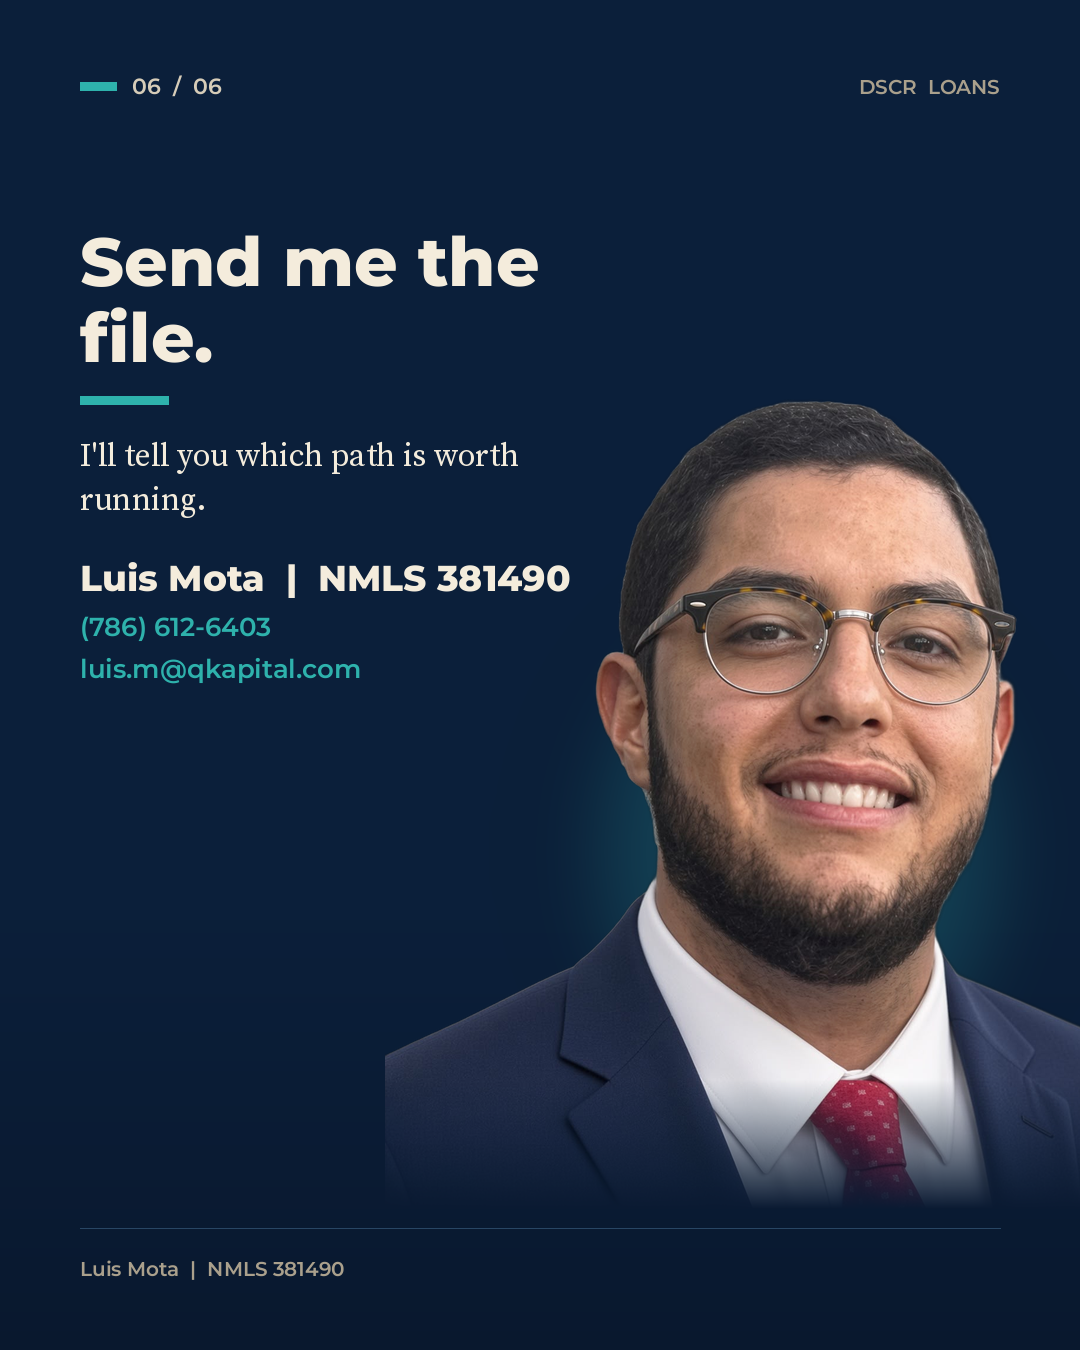 06 / 06
DSCR LOANS
Send me the
file.
I'll tell you which path is worth
running.
Luis Mota | NMLS 381490
(786) 612-6403
luis.m@qkapital.com
Luis Mota | NMLS 381490